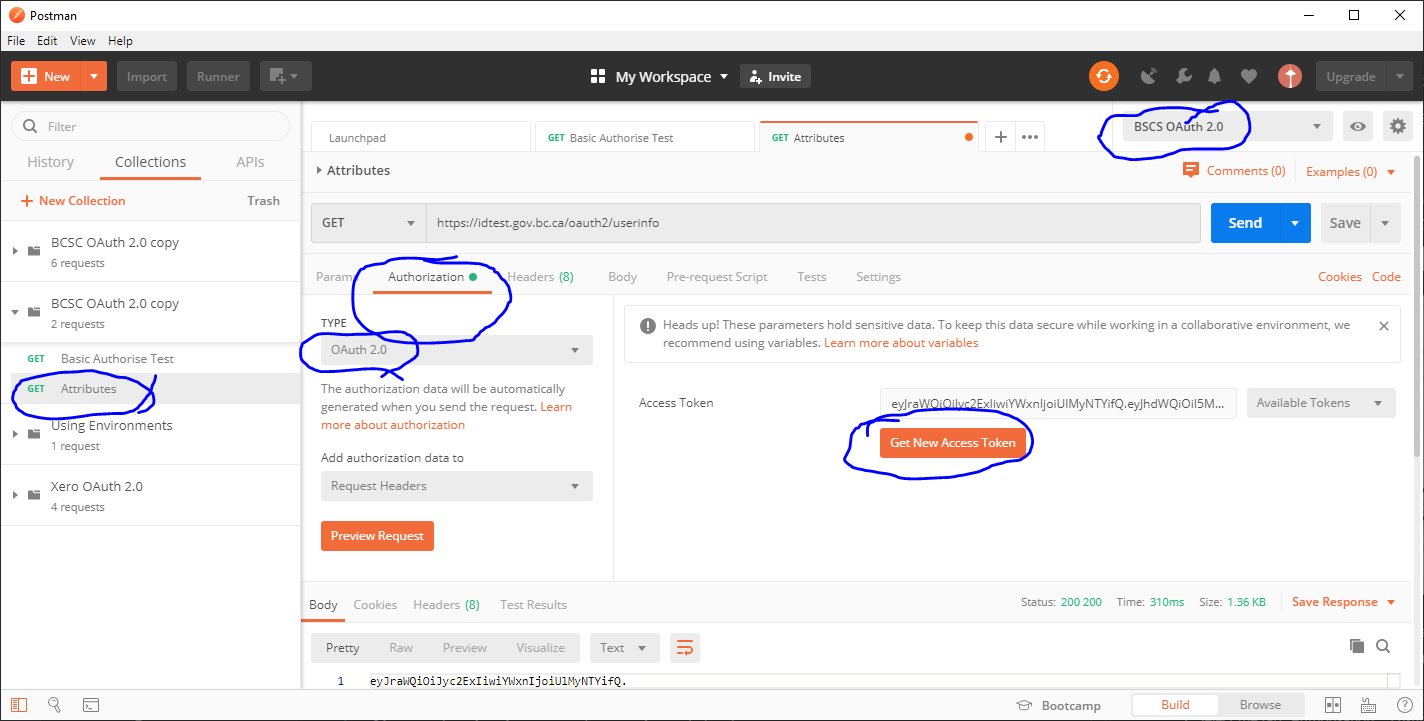 Postman
File Edit View Help
New Import Runner My Workspace Invite Upgrade
Filter
History Collections APIs
New Collection Trash
BCSC OAuth 2.0 copy
6 requests
BCSC OAuth 2.0 copy
2 requests
GET Basic Authorise Test
GET Attributes
Using Environments
1 request
Xero OAuth 2.0
4 requests
Launchpad GET Basic Authorise Test GET Attributes BSCS OAuth 2.0
Attributes Comments (0) Examples (0)
GET https://idtest.gov.bc.ca/oauth2/userinfo Send Save
Params Authorization Headers (8) Body Pre-request Script Tests Settings Cookies Code
TYPE
OAuth 2.0
The authorization data will be automatically
generated when you send the request. Learn
more about authorization
Add authorization data to
Request Headers
Preview Request
Heads up! These parameters hold sensitive data. To keep this data secure while working in a collaborative environment, we
recommend using variables. Learn more about variables
Access Token eyJraWQiOiJyc2ExIiwiYWxnIjoiUlMyNTYifQ.eyJhdWQiOiI5M... Available Tokens
Get New Access Token
Body Cookies Headers (8) Test Results Status: 200 200 Time: 310ms Size: 1.36 KB Save Response
Pretty Raw Preview Visualize Text
1 eyJraWQiOiJyc2ExIiwiYWxnIjoiUlMyNTYifQ.
Bootcamp Build Browse